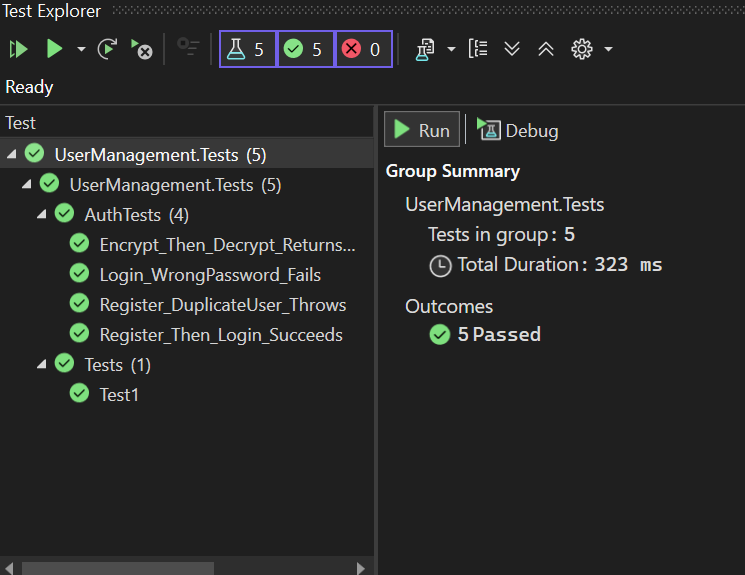 Test Explorer
5 5 0
Ready
Test
UserManagement.Tests (5)
UserManagement.Tests (5)
AuthTests (4)
Encrypt_Then_Decrypt_Returns...
Login_WrongPassword_Fails
Register_DuplicateUser_Throws
Register_Then_Login_Succeeds
Tests (1)
Test1
Run Debug
Group Summary
UserManagement.Tests
Tests in group: 5
Total Duration: 323 ms
Outcomes
5 Passed